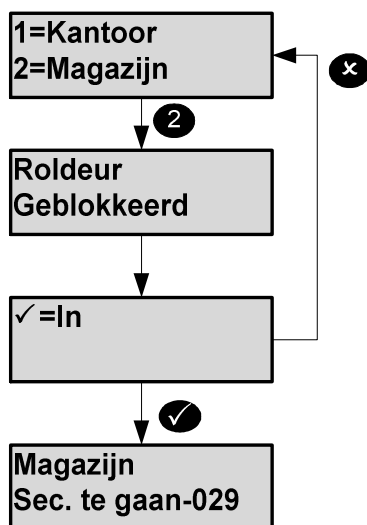 1=Kantoor
2=Magazijn
×
2
Roldeur
Geblokkeerd
✓=In
✓
Magazijn
Sec. te gaan-029